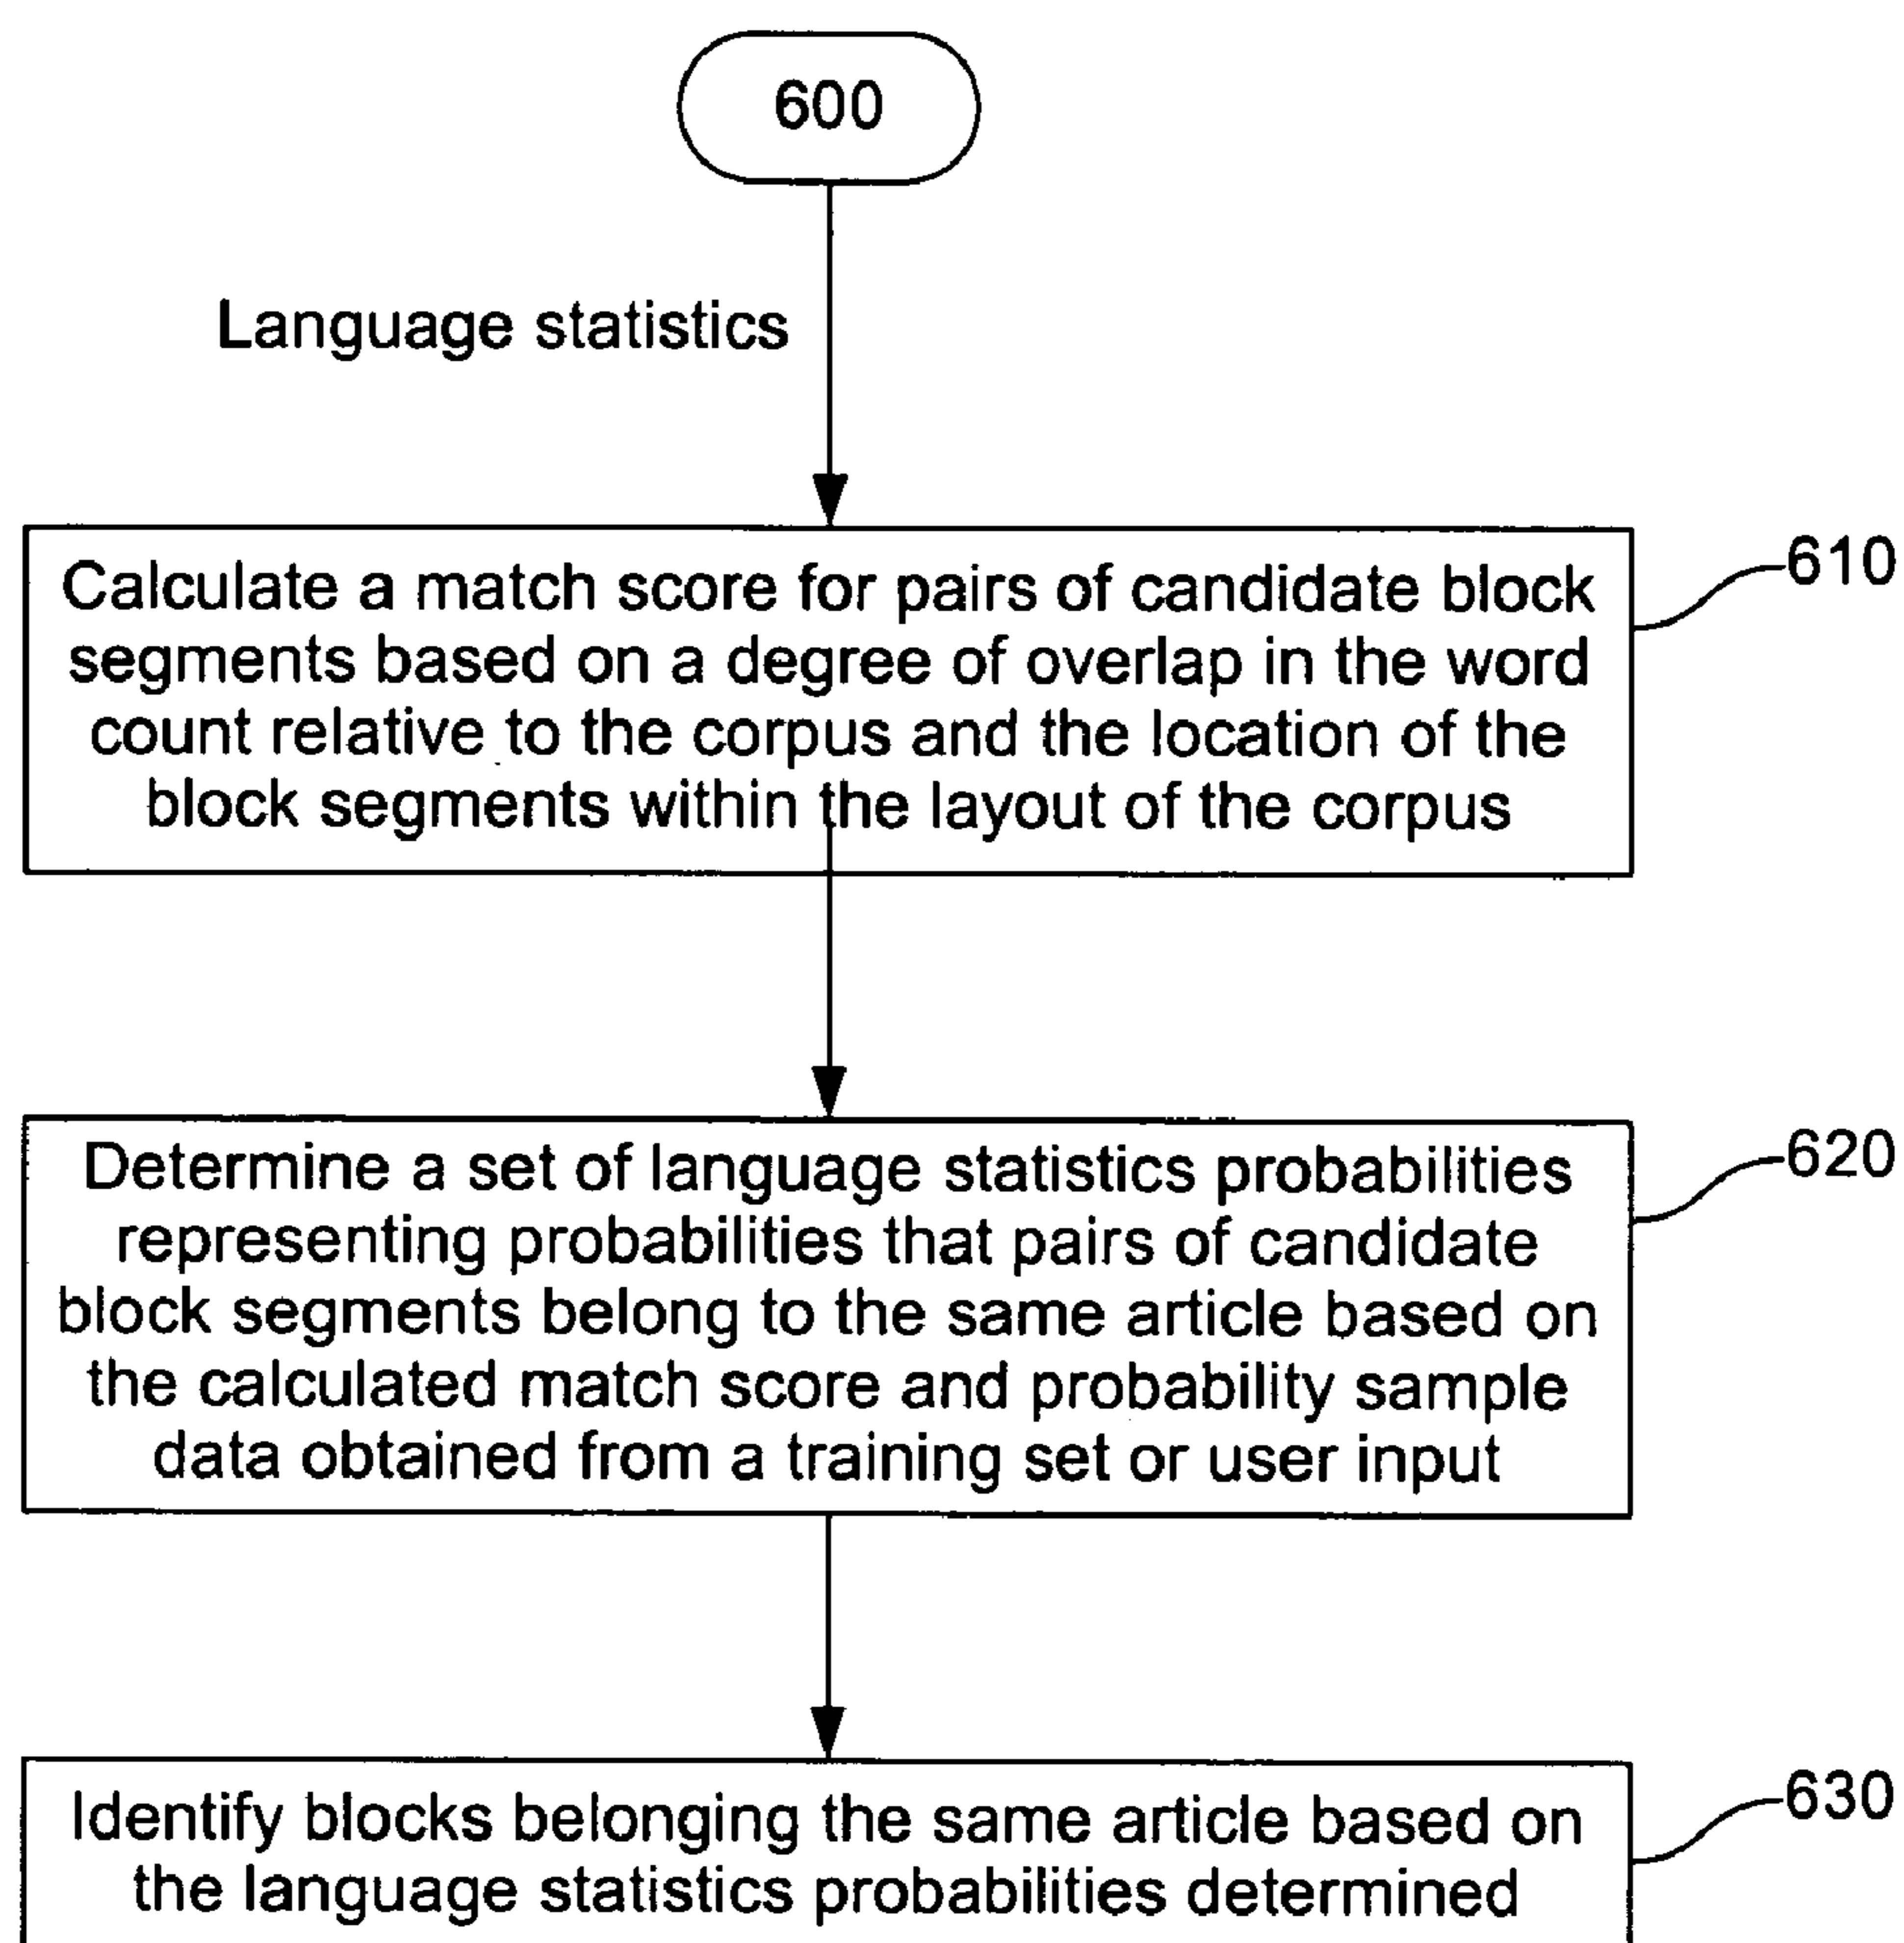 600
Language statistics
610
Calculate a match score for pairs of candidate block
segments based on a degree of overlap in the word
count relative to the corpus and the location of the
block segments within the layout of the corpus
620
Determine a set of language statistics probabilities
representing probabilities that pairs of candidate
block segments belong to the same article based on
the calculated match score and probability sample
data obtained from a training set or user input
630
Identify blocks belonging the same article based on
the language statistics probabilities determined